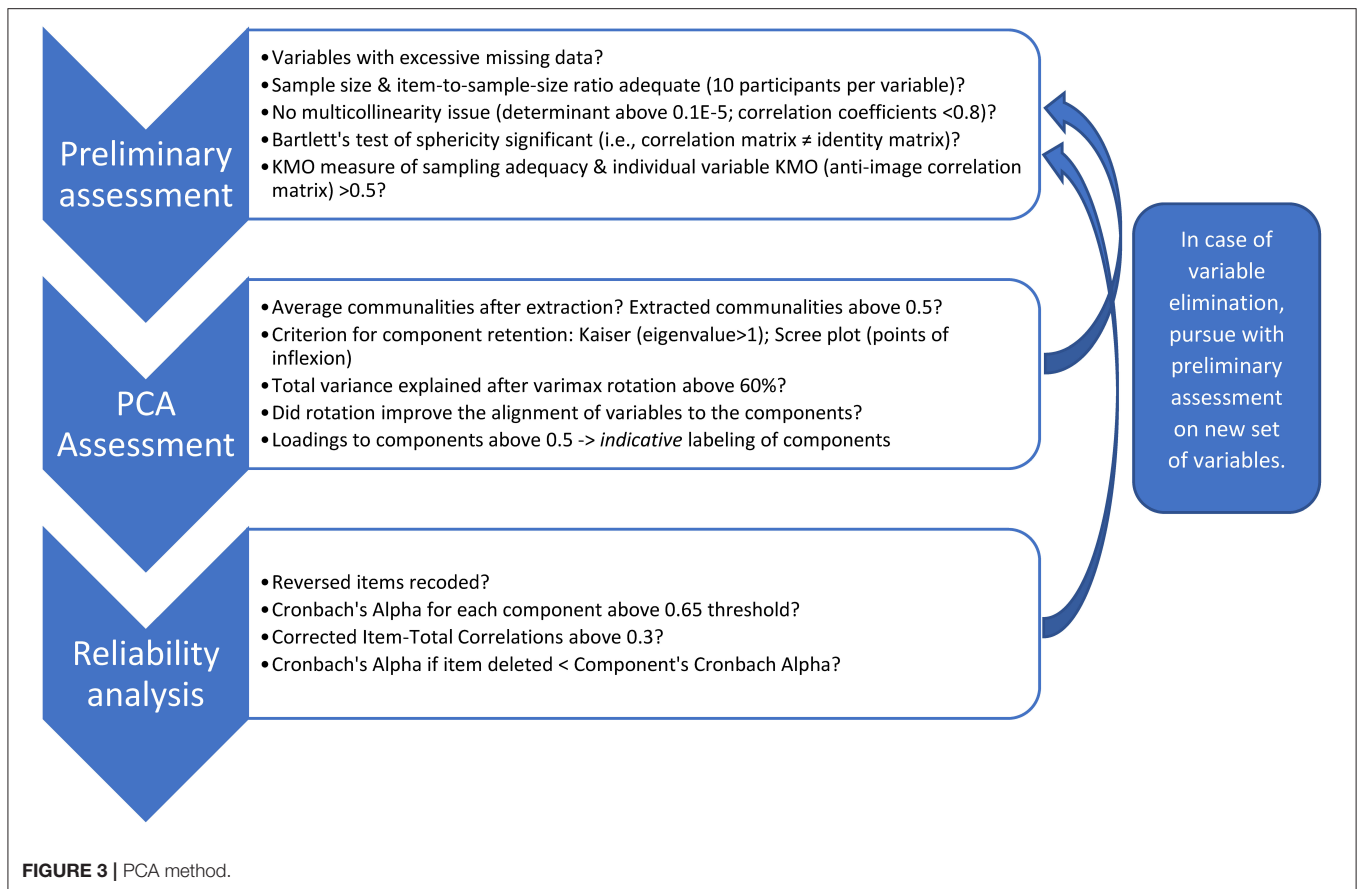 Preliminary
assessment
•Variables with excessive missing data?
•Sample size & item-to-sample-size ratio adequate (10 participants per variable)?
•No multicollinearity issue (determinant above 0.1E-5; correlation coefficients <0.8)?
•Bartlett's test of sphericity significant (i.e., correlation matrix ≠ identity matrix)?
•KMO measure of sampling adequacy & individual variable KMO (anti-image correlation
matrix) >0.5?
PCA
Assessment
•Average communalities after extraction? Extracted communalities above 0.5?
•Criterion for component retention: Kaiser (eigenvalue>1); Scree plot (points of
inflexion)
•Total variance explained after varimax rotation above 60%?
•Did rotation improve the alignment of variables to the components?
•Loadings to components above 0.5 -> indicative labeling of components
Reliability
analysis
•Reversed items recoded?
•Cronbach's Alpha for each component above 0.65 threshold?
•Corrected Item-Total Correlations above 0.3?
•Cronbach's Alpha if item deleted < Component's Cronbach Alpha?
In case of
variable
elimination,
pursue with
preliminary
assessment
on new set
of variables.
FIGURE 3 | PCA method.